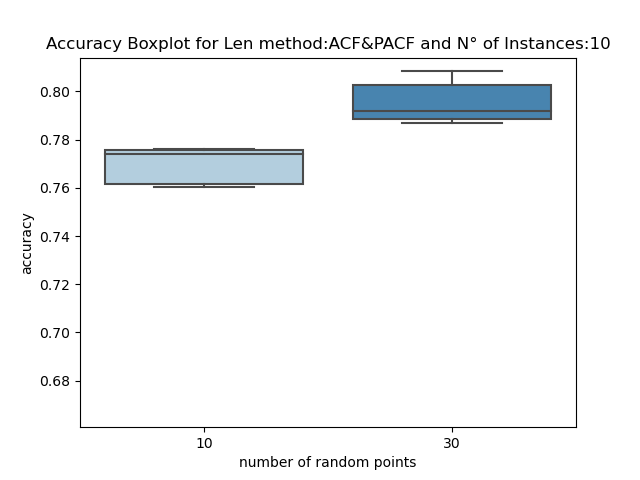 Accuracy Boxplot for Len method:ACF&PACF and N° of Instances:10
0.80
0.78
0.76
0.74
0.72
0.70
0.68
accuracy
10 30
number of random points